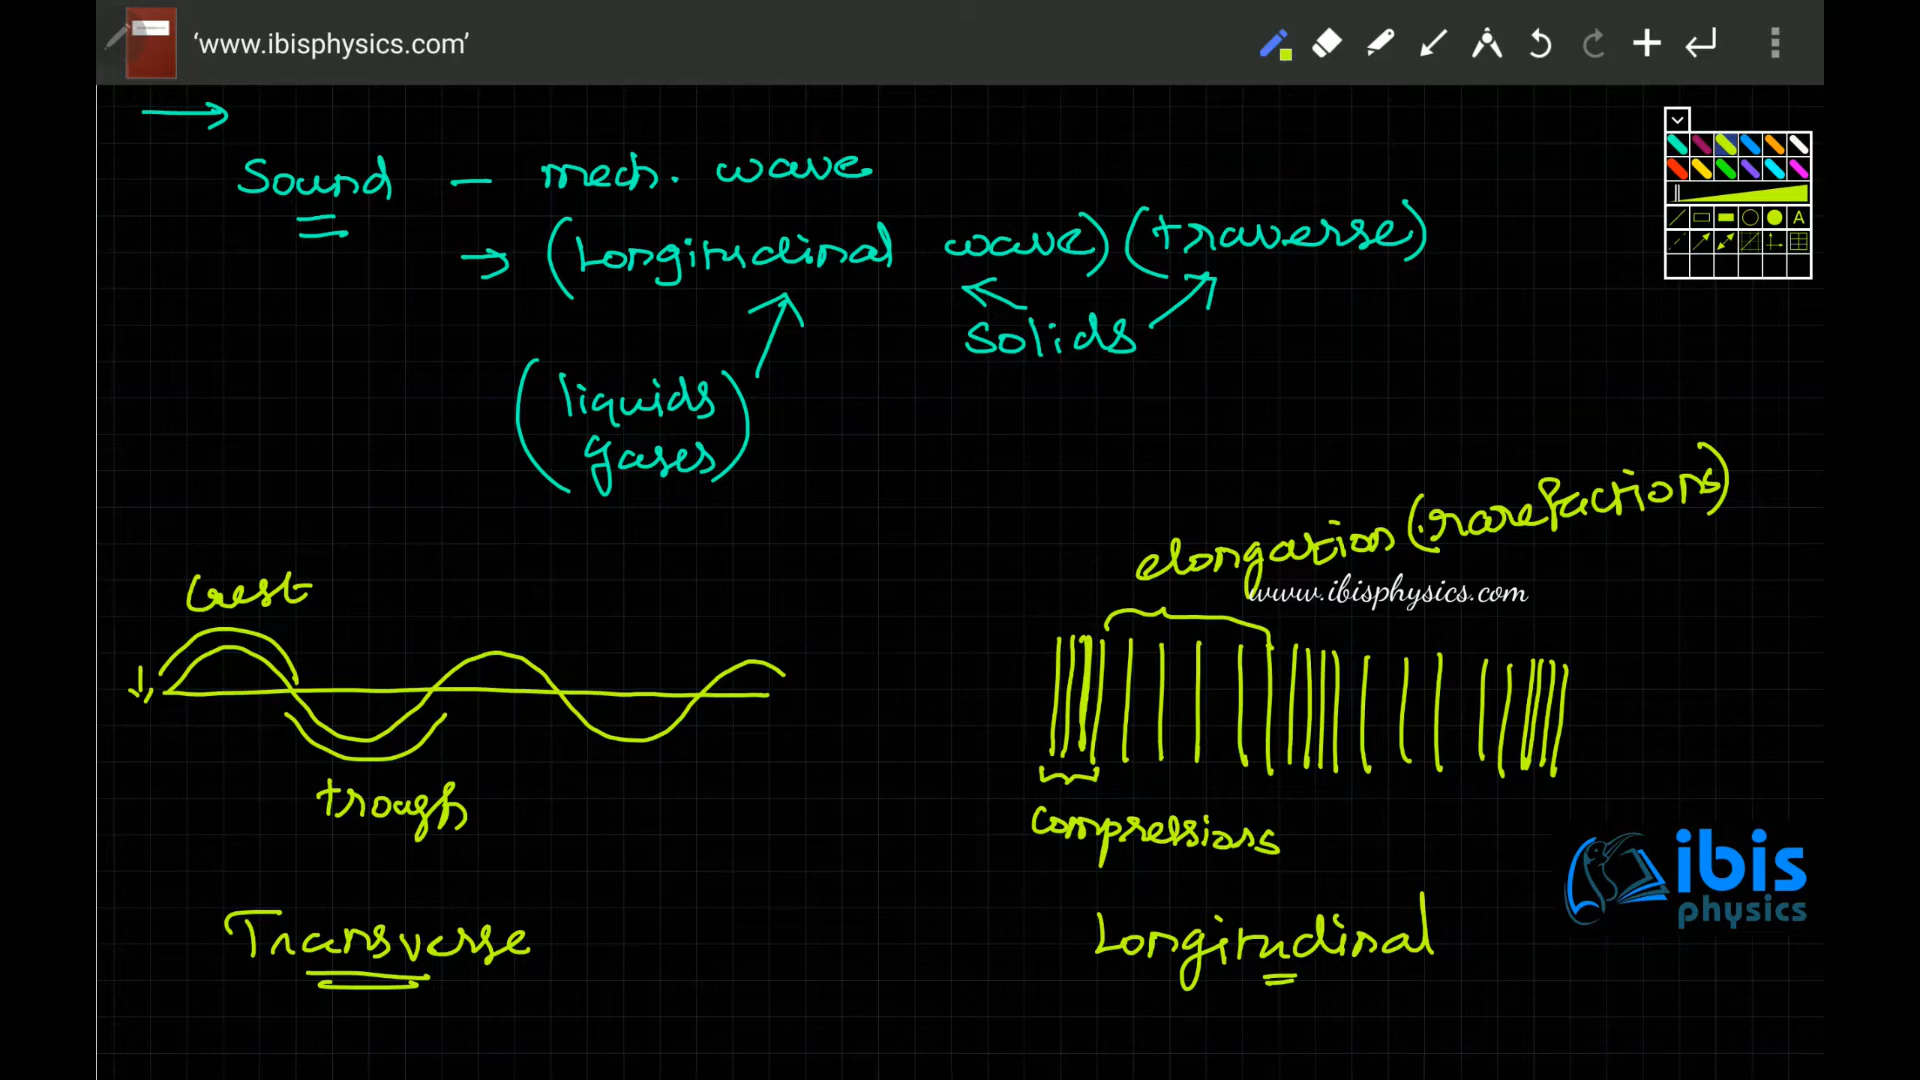 ‘www.ibisphysics.com’
Sound — mech. wave
→ (Longitudinal wave) (traverse)
Solids
(liquids
gases)
elongation (rarefactions)
www.ibisphysics.com
Crest
trough
compressions
ibis
physics
Transverse
Longitudinal
A